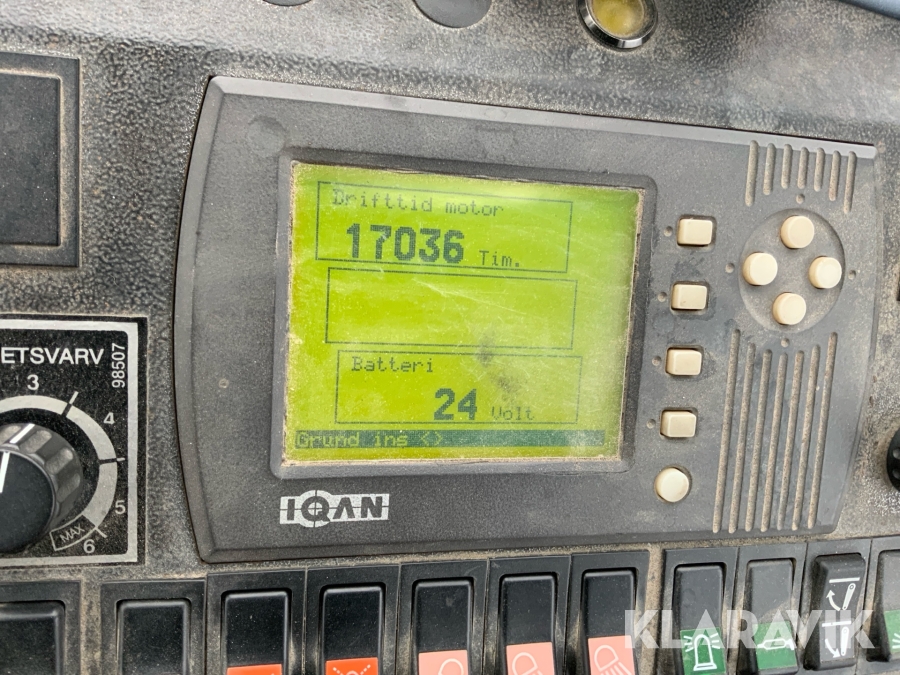 Drifttid motor
17036 Tim.
Batteri
24 Volt
Grund ins <>
IQAN
ETSVARV
98507
3
4
5
MAX
6
KLARAVIK